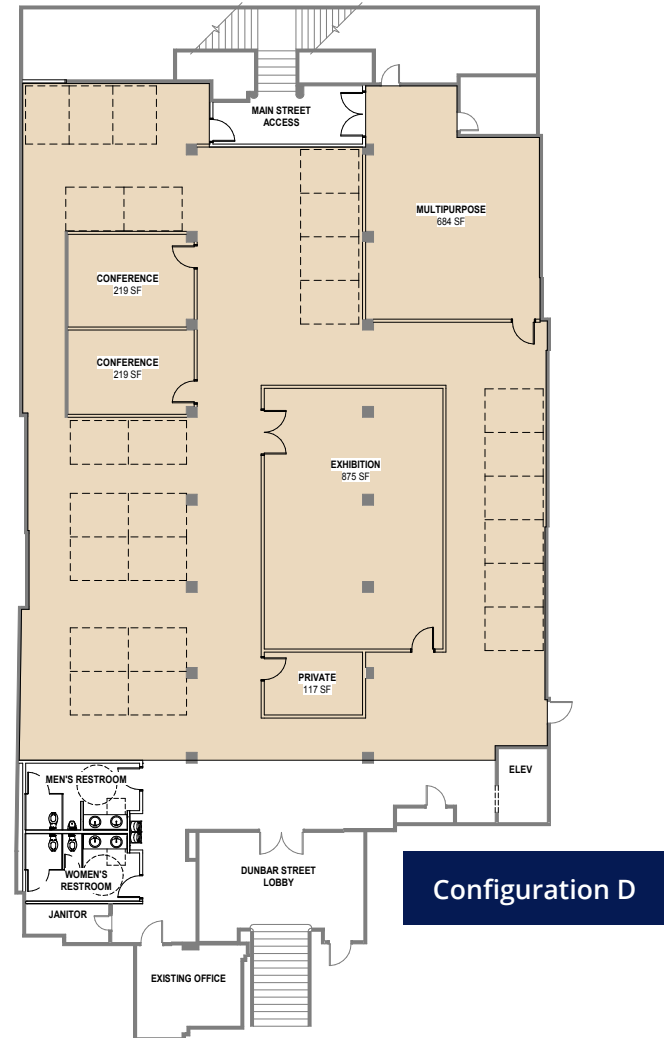 MAIN STREET
ACCESS
MULTIPURPOSE
684 SF
CONFERENCE
219 SF
CONFERENCE
219 SF
EXHIBITION
875 SF
PRIVATE
117 SF
ELEV
MEN'S RESTROOM
WOMEN'S
RESTROOM
DUNBAR STREET
LOBBY
Configuration D
JANITOR
EXISTING OFFICE